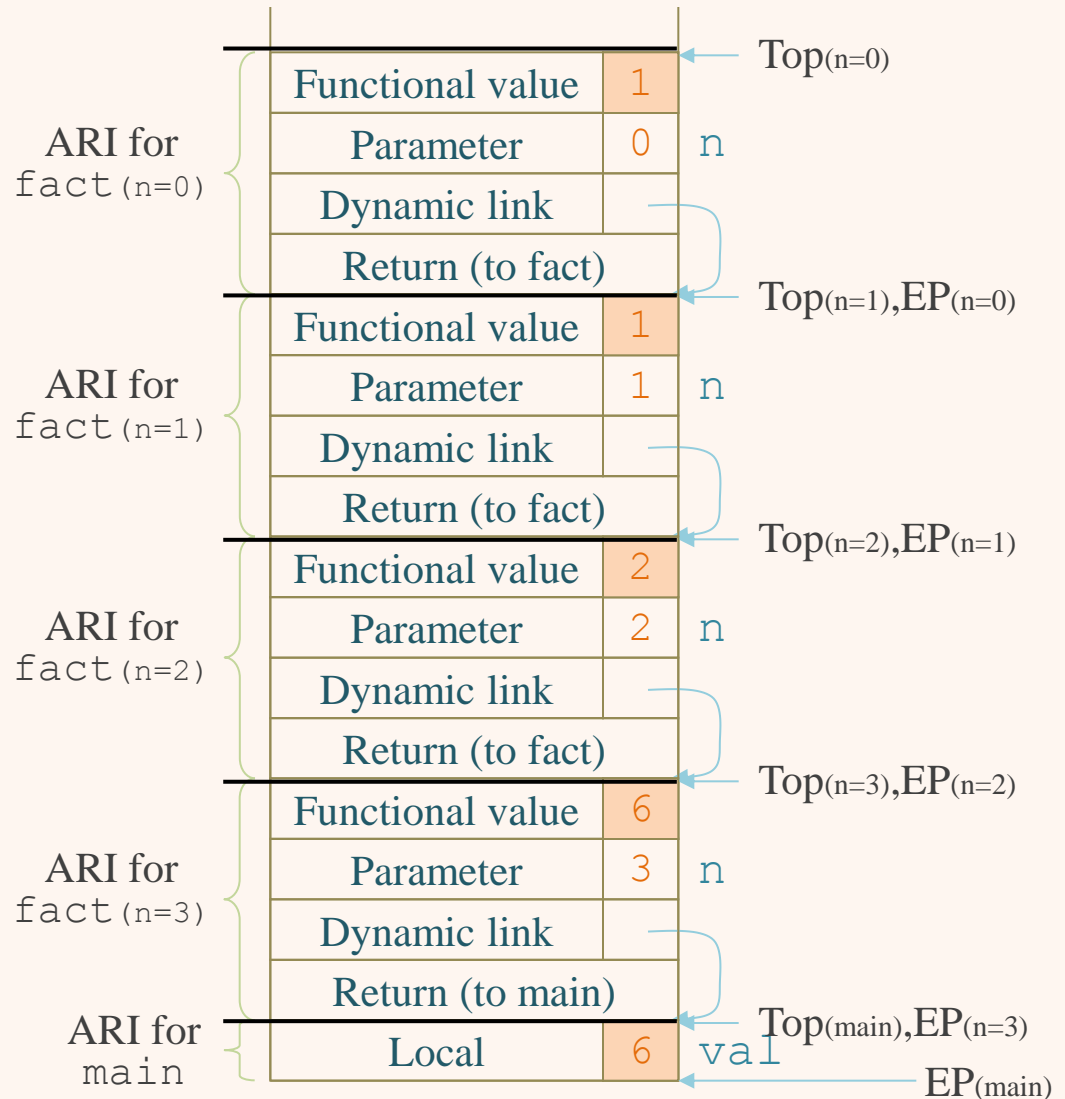 Top(n=0)
Functional value 1
ARI for
fact(n=0)
Parameter 0 n
Dynamic link
Return (to fact)
Top(n=1),EP(n=0)
Functional value 1
ARI for
fact(n=1)
Parameter 1 n
Dynamic link
Return (to fact)
Top(n=2),EP(n=1)
Functional value 2
ARI for
fact(n=2)
Parameter 2 n
Dynamic link
Return (to fact)
Top(n=3),EP(n=2)
Functional value 6
ARI for
fact(n=3)
Parameter 3 n
Dynamic link
Return (to main)
Top(main),EP(n=3)
ARI for
main
Local 6 val
EP(main)